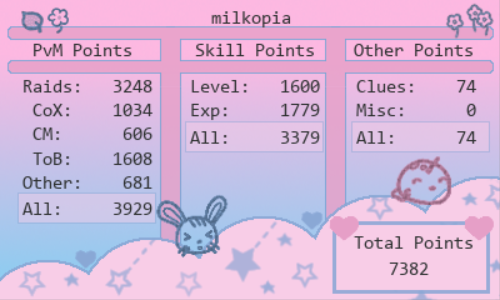 milkopia
PvM Points
Raids: 3248
CoX: 1034
CM: 606
ToB: 1608
Other: 681
All: 3929
Skill Points
Level: 1600
Exp: 1779
All: 3379
Other Points
Clues: 74
Misc: 0
All: 74
Total Points
7382